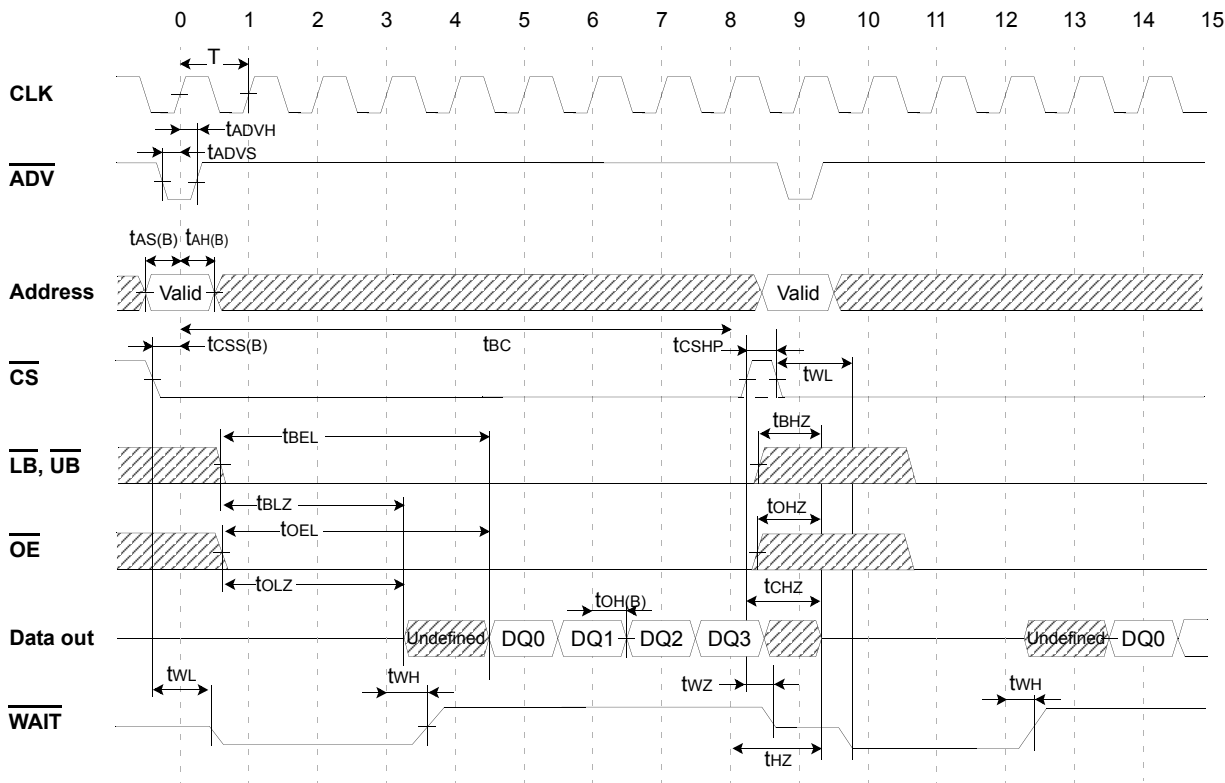 0 1 2 3 4 5 6 7 8 9 10 11 12 13 14 15
T
CLK
tADVH
tADVS
ADV
tAS(B) tAH(B)
Address Valid Valid
tCSS(B) tBC tCSHP
CS tWL
tBEL tBHZ
LB, UB
tBLZ
tOEL tOHZ
OE
tOLZ tCHZ
tOH(B)
Data out Undefined DQ0 DQ1 DQ2 DQ3 Undefined DQ0
tWL tWH tWZ tWH
WAIT
tHZ